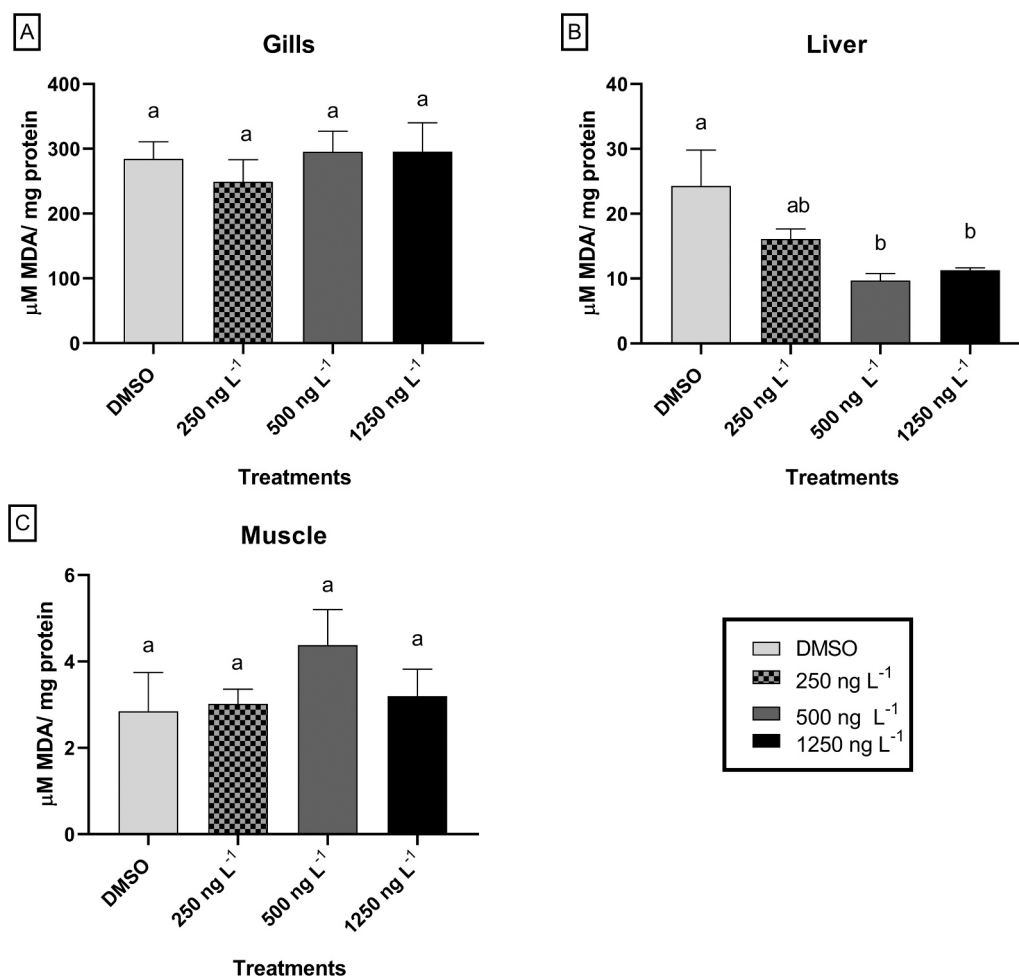 A
Gills
μM MDA/ mg protein
400
300
200
100
0
a
a
a
a
DMSO
250 ng L⁻¹
500 ng L⁻¹
1250 ng L⁻¹
Treatments
B
Liver
μM MDA/ mg protein
40
30
20
10
0
a
ab
b
b
DMSO
250 ng L⁻¹
500 ng L⁻¹
1250 ng L⁻¹
Treatments
C
Muscle
μM MDA/ mg protein
6
4
2
0
a
a
a
a
DMSO
250 ng L⁻¹
500 ng L⁻¹
1250 ng L⁻¹
Treatments
DMSO
250 ng L⁻¹
500 ng L⁻¹
1250 ng L⁻¹